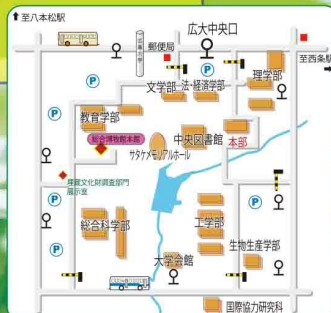 至八本松駅
広大中央口
郵便局
至西条駅
文学部
法・経済学部
理学部
P
P
P
教育学部
総合博物館本館
中央図書館
本部
サタケメモリアルホール
埋蔵文化財調査部門
展示室
P
P
P
総合科学部
工学部
生物生産学部
大学会館
国際協力研究科